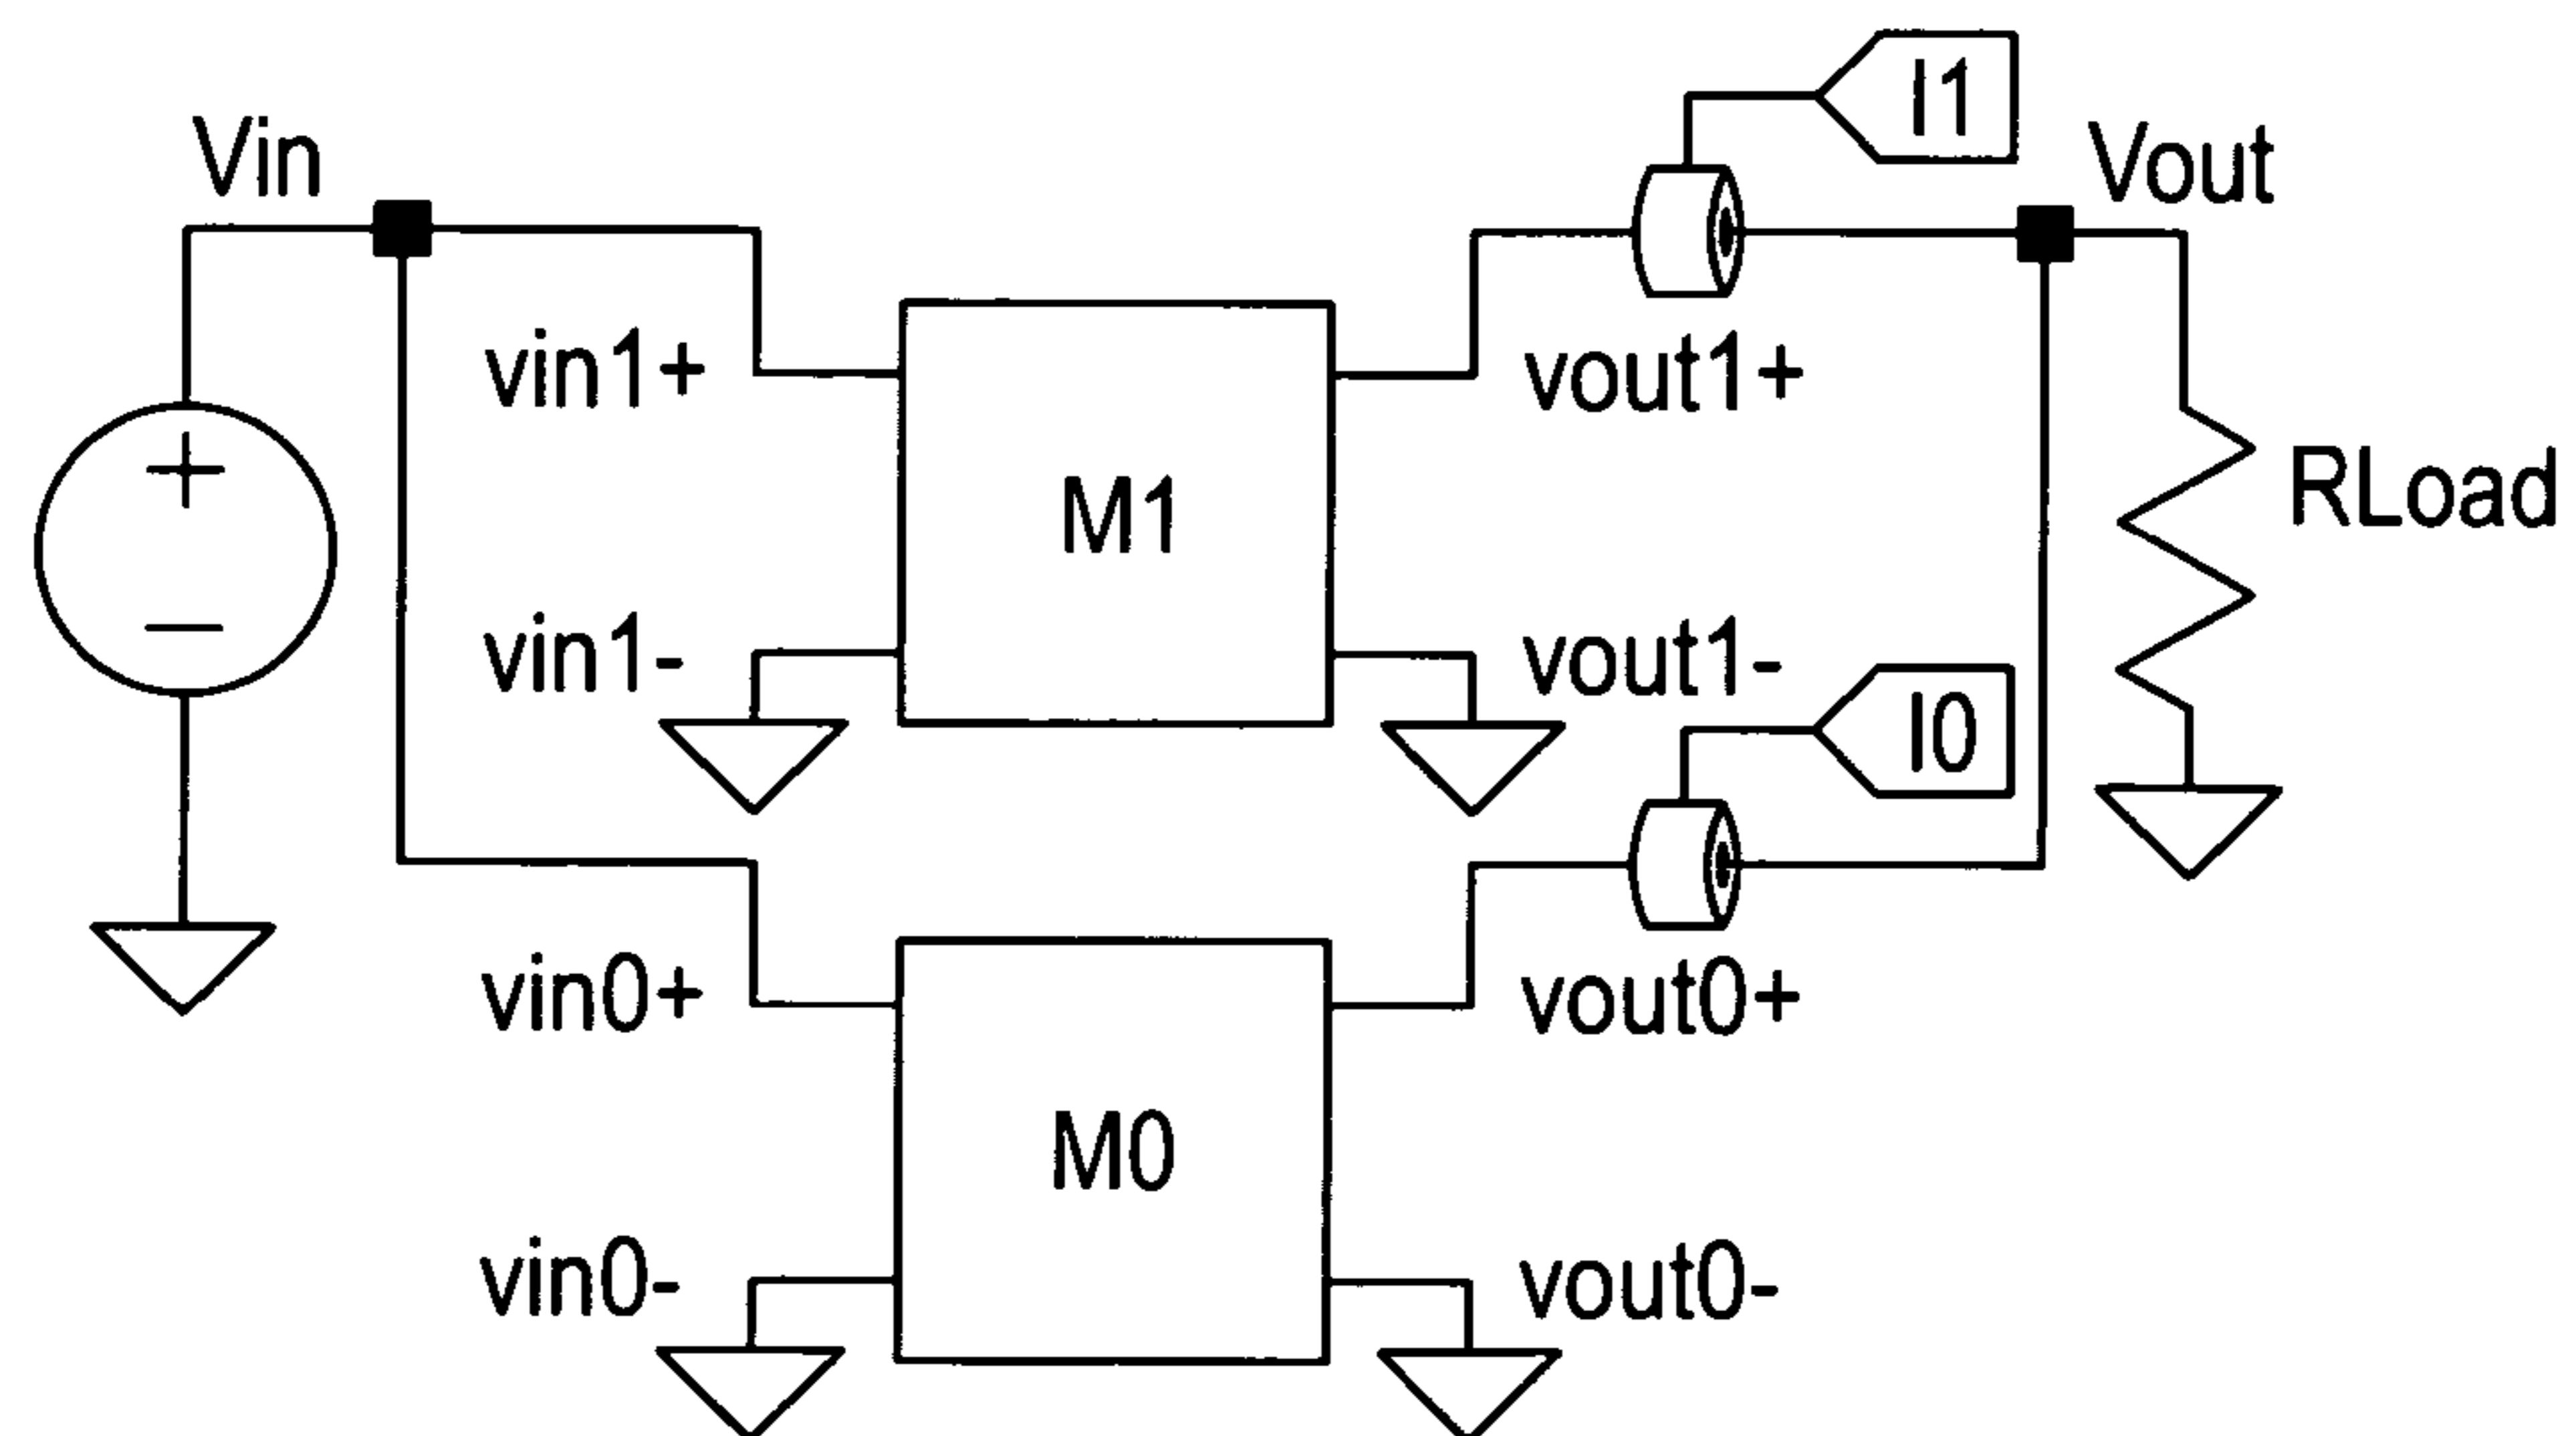 I1
Vin
Vout
vin1+
vout1+
M1
RLoad
vin1-
vout1-
I0
vin0+
vout0+
M0
vin0-
vout0-